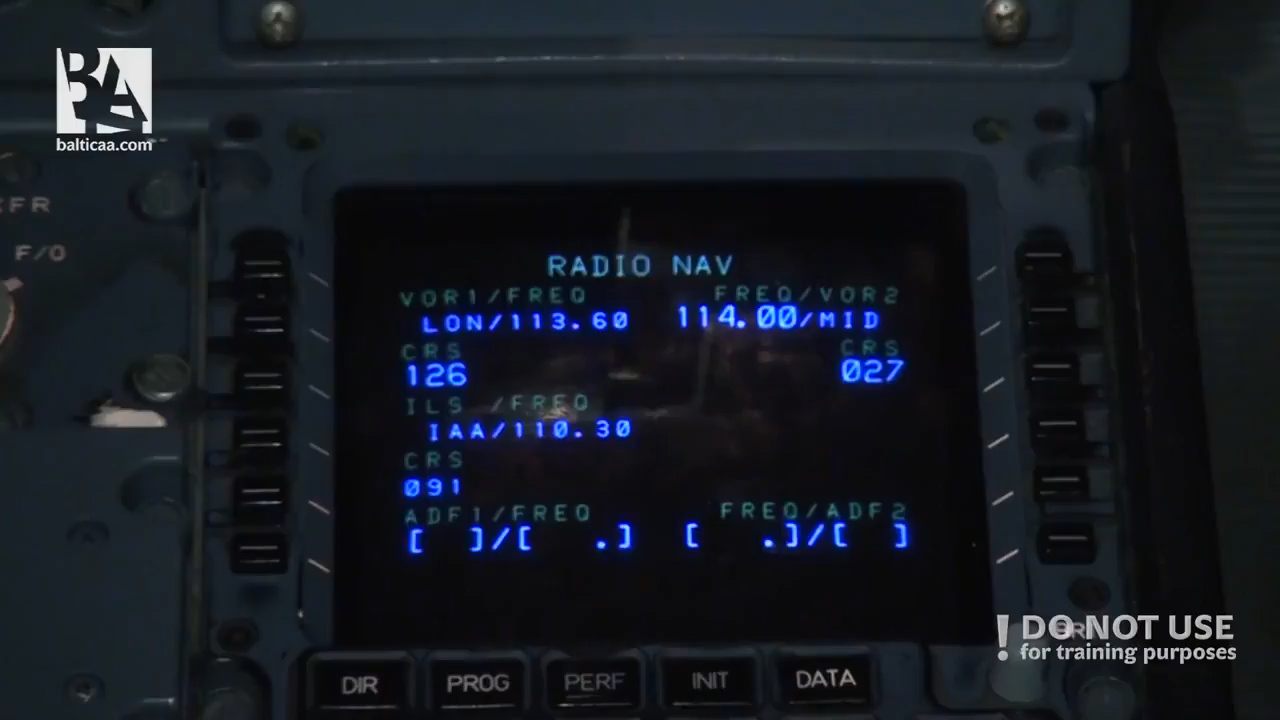 BA
balticaa.com
F/O
RADIO NAV
VOR1/FREQ FREQ/VOR2
LON/113.60 114.00/MID
CRS CRS
126 027
ILS /FREQ
IAA/110.30
CRS
091
ADF1/FREQ FREQ/ADF2
[ ]/[ .] [ .]/[ ]
! DO NOT USE
for training purposes
DIR PROG PERF INIT DATA